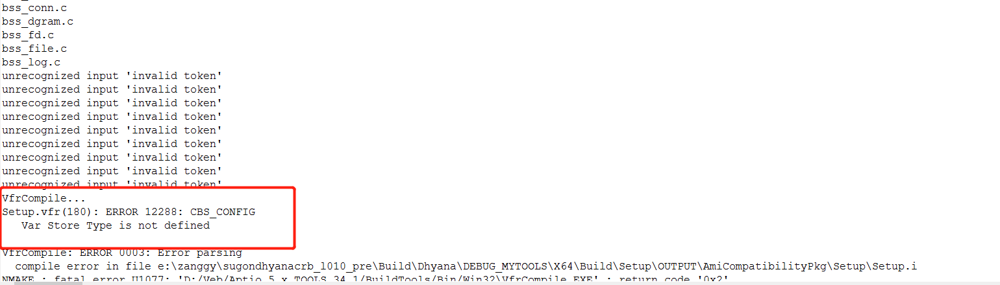 bss_conn.c
bss_dgram.c
bss_fd.c
bss_file.c
bss_log.c
unrecognized input 'invalid token'
unrecognized input 'invalid token'
unrecognized input 'invalid token'
unrecognized input 'invalid token'
unrecognized input 'invalid token'
unrecognized input 'invalid token'
unrecognized input 'invalid token'
unrecognized input 'invalid token'
unrecognized input 'invalid token'
VfrCompile...
Setup.vfr(180): ERROR 12288: CBS_CONFIG
Var Store Type is not defined
VfrCompile: ERROR 0003: Error parsing
compile error in file e:\zanggy\sugondhyanacrb_l010_pre\Build\Dhyana\DEBUG_MYTOOLS\X64\Build\Setup\OUTPUT\AmiCompatibilityPkg\Setup\Setup.i
NMAKE : fatal error U1077: 'D:/Veb/Aptio_5.x_TOOLS_34_1/BuildTools/Bin/Win32\VfrCompile.EXE' : return code '0x2'